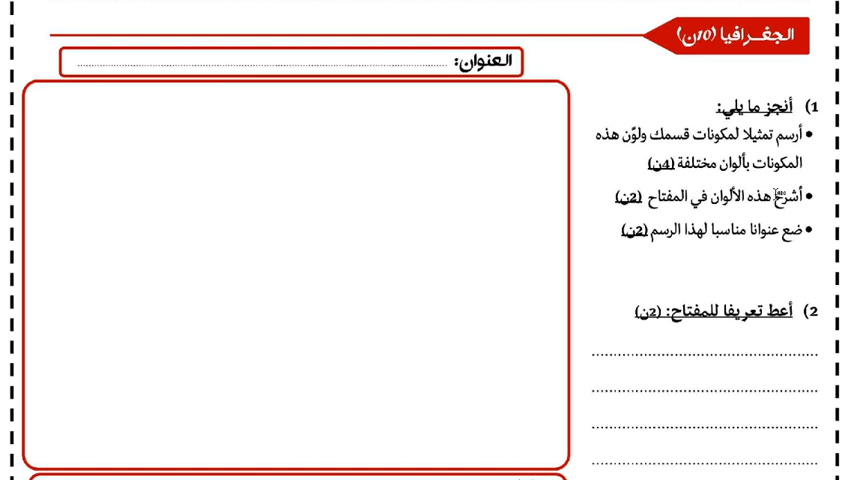 الجغـرافيا (10ن)
العنوان: ........................................
1) أنجز ما يلي:
• أرسم تمثيلا لمكونات قسمك ولوّن هذه
المكونات بألوان مختلفة (4ن)
• أشرح هذه الألوان في المفتاح (2ن)
• ضع عنوانا مناسبا لهذا الرسم (2ن)
2) أعط تعريفا للمفتاح: (2ن)